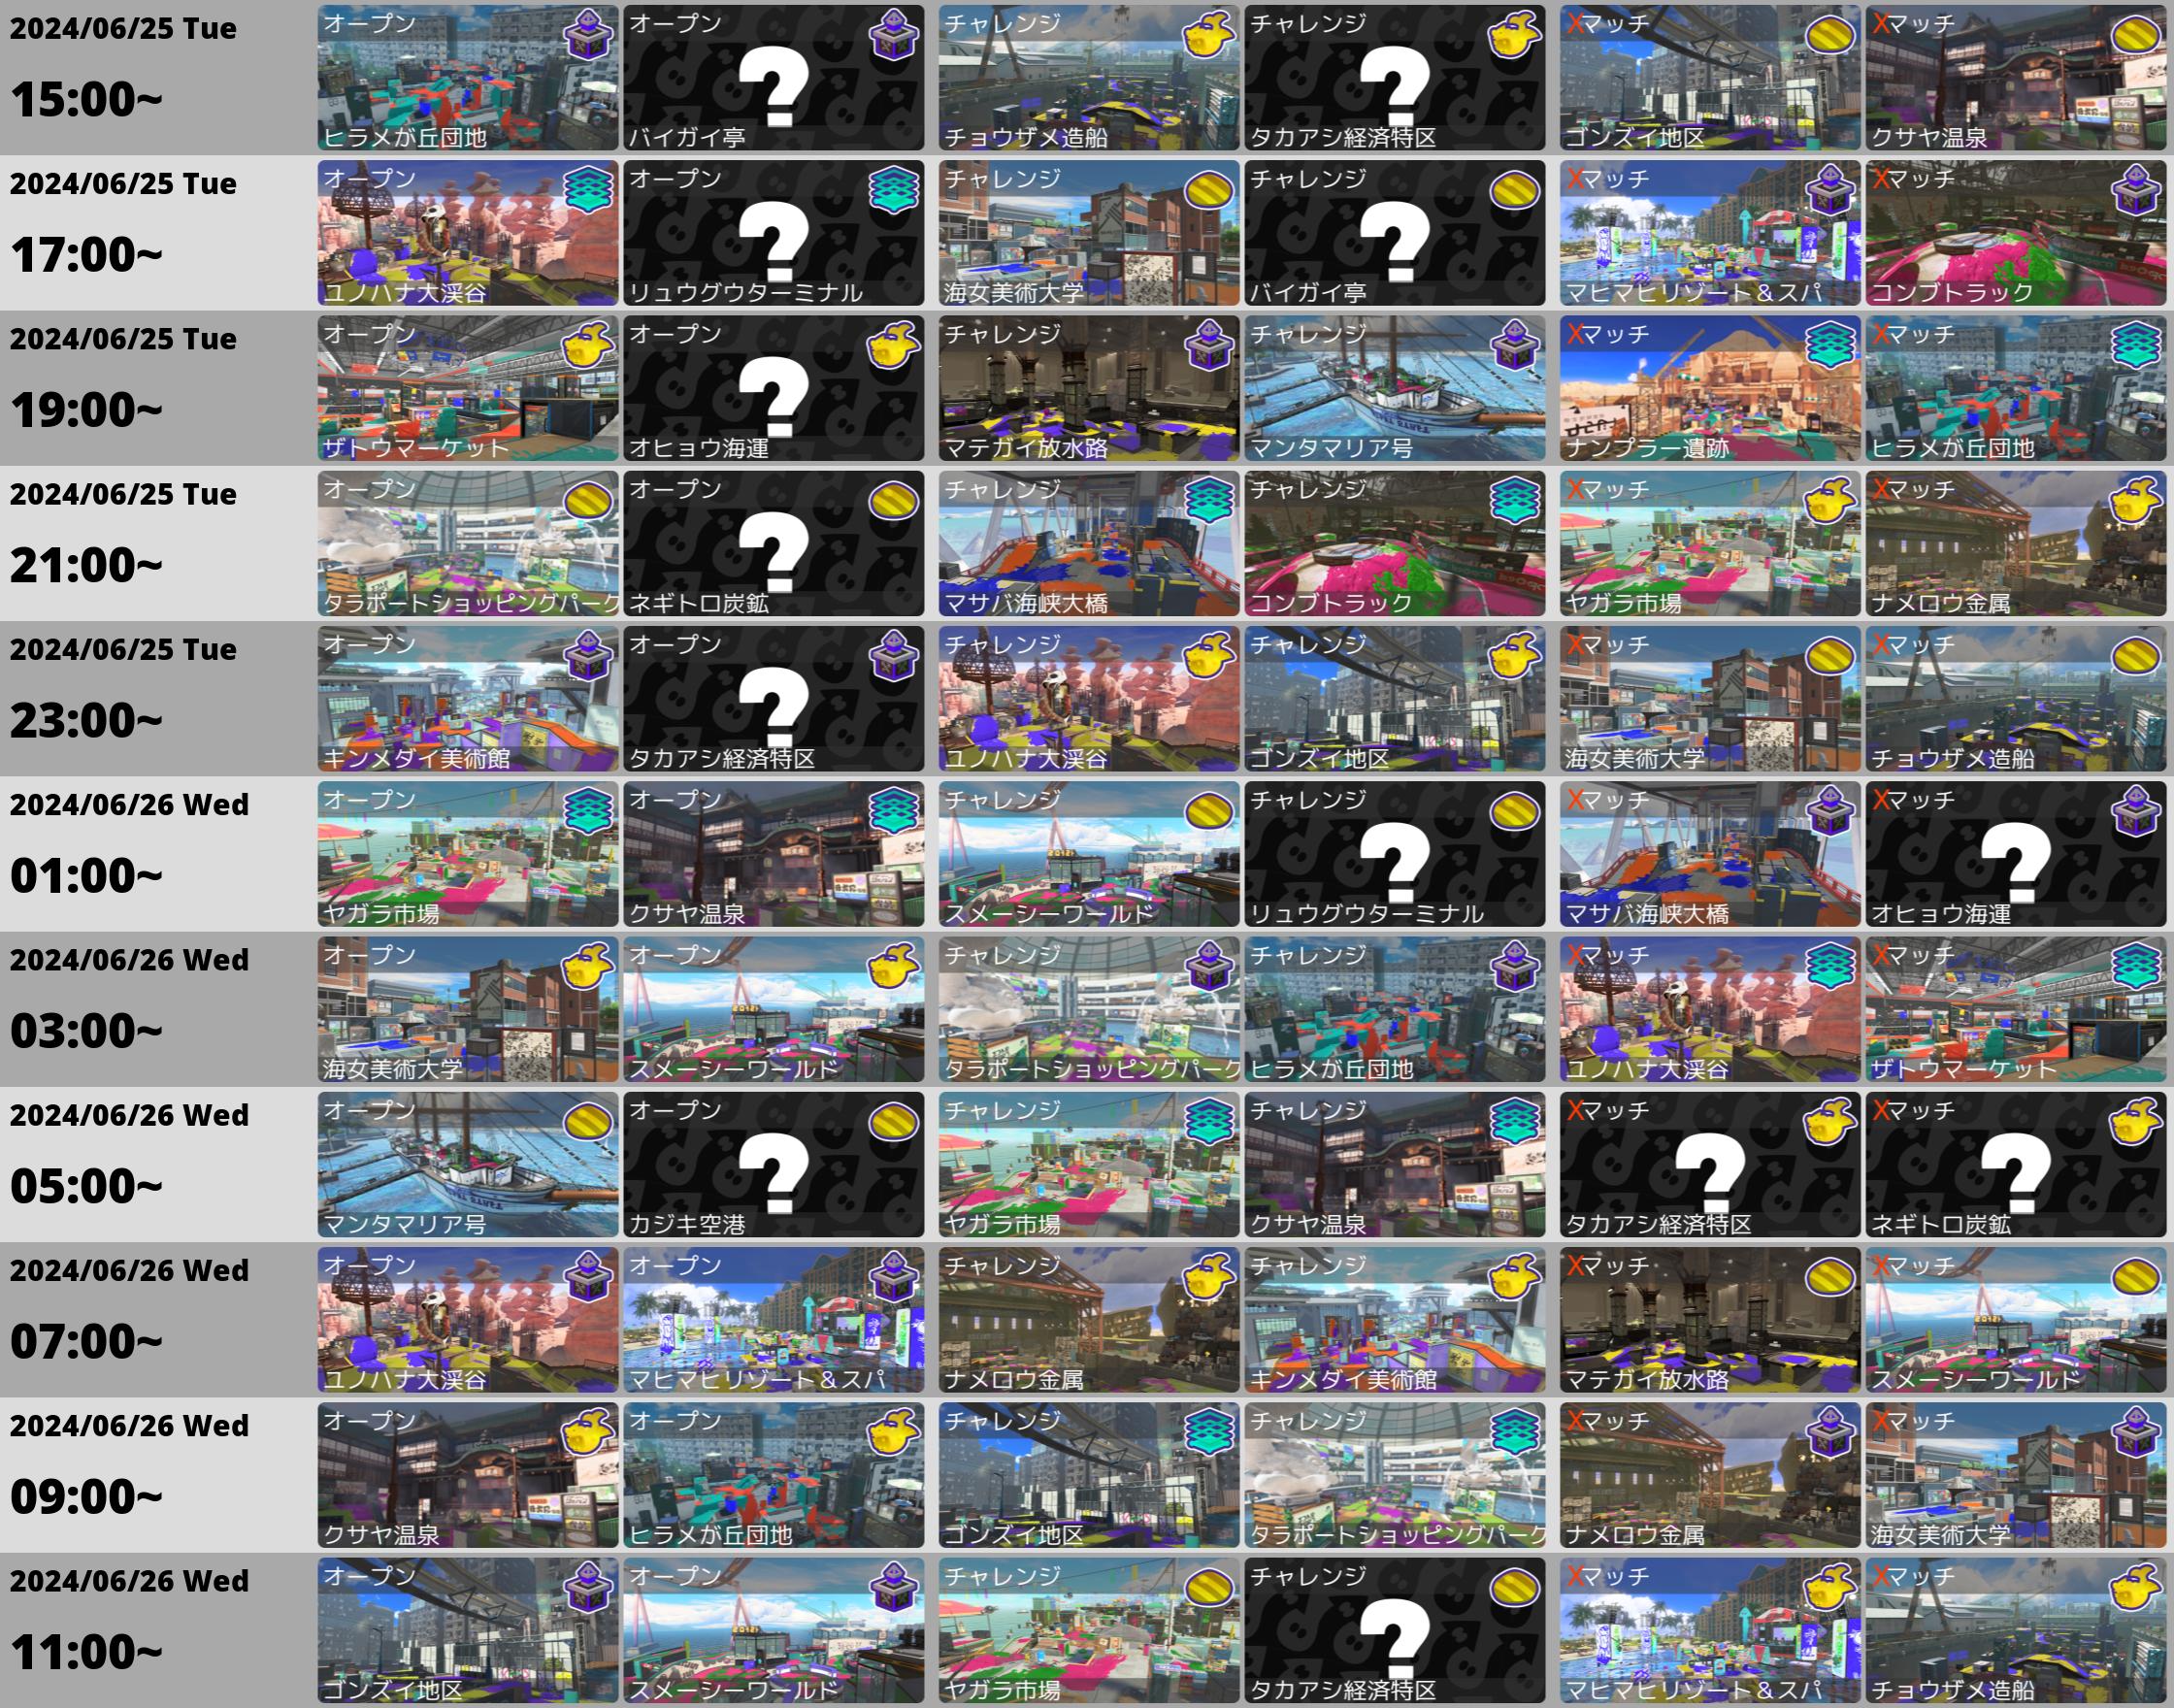 2024/06/25 Tue
15:00~
オープン
ヒラメが丘団地
オープン
バイガイ亭
チャレンジ
チョウザメ造船
チャレンジ
タカアシ経済特区
Xマッチ
ゴンズイ地区
Xマッチ
クサヤ温泉
2024/06/25 Tue
17:00~
オープン
ユノハナ大渓谷
オープン
リュウグウターミナル
チャレンジ
海女美術大学
チャレンジ
バイガイ亭
Xマッチ
マヒマヒリゾート＆スパ
Xマッチ
コンブトラック
2024/06/25 Tue
19:00~
オープン
ザトウマーケット
オープン
オヒョウ海運
チャレンジ
マテガイ放水路
チャレンジ
マンタマリア号
Xマッチ
ナンプラー遺跡
Xマッチ
ヒラメが丘団地
2024/06/25 Tue
21:00~
オープン
タラポートショッピングパーク
オープン
ネギトロ炭鉱
チャレンジ
マサバ海峡大橋
チャレンジ
コンブトラック
Xマッチ
ヤガラ市場
Xマッチ
ナメロウ金属
2024/06/25 Tue
23:00~
オープン
キンメダイ美術館
オープン
タカアシ経済特区
チャレンジ
ユノハナ大渓谷
チャレンジ
ゴンズイ地区
Xマッチ
海女美術大学
Xマッチ
チョウザメ造船
2024/06/26 Wed
01:00~
オープン
ヤガラ市場
オープン
クサヤ温泉
チャレンジ
スメーシーワールド
チャレンジ
リュウグウターミナル
Xマッチ
マサバ海峡大橋
Xマッチ
オヒョウ海運
2024/06/26 Wed
03:00~
オープン
海女美術大学
オープン
スメーシーワールド
チャレンジ
タラポートショッピングパーク
チャレンジ
ヒラメが丘団地
Xマッチ
ユノハナ大渓谷
Xマッチ
ザトウマーケット
2024/06/26 Wed
05:00~
オープン
マンタマリア号
オープン
カジキ空港
チャレンジ
ヤガラ市場
チャレンジ
クサヤ温泉
Xマッチ
タカアシ経済特区
Xマッチ
ネギトロ炭鉱
2024/06/26 Wed
07:00~
オープン
ユノハナ大渓谷
オープン
マヒマヒリゾート＆スパ
チャレンジ
ナメロウ金属
チャレンジ
キンメダイ美術館
Xマッチ
マテガイ放水路
Xマッチ
スメーシーワールド
2024/06/26 Wed
09:00~
オープン
クサヤ温泉
オープン
ヒラメが丘団地
チャレンジ
ゴンズイ地区
チャレンジ
タラポートショッピングパーク
Xマッチ
ナメロウ金属
Xマッチ
海女美術大学
2024/06/26 Wed
11:00~
オープン
ゴンズイ地区
オープン
スメーシーワールド
チャレンジ
ヤガラ市場
チャレンジ
タカアシ経済特区
Xマッチ
マヒマヒリゾート＆スパ
Xマッチ
チョウザメ造船